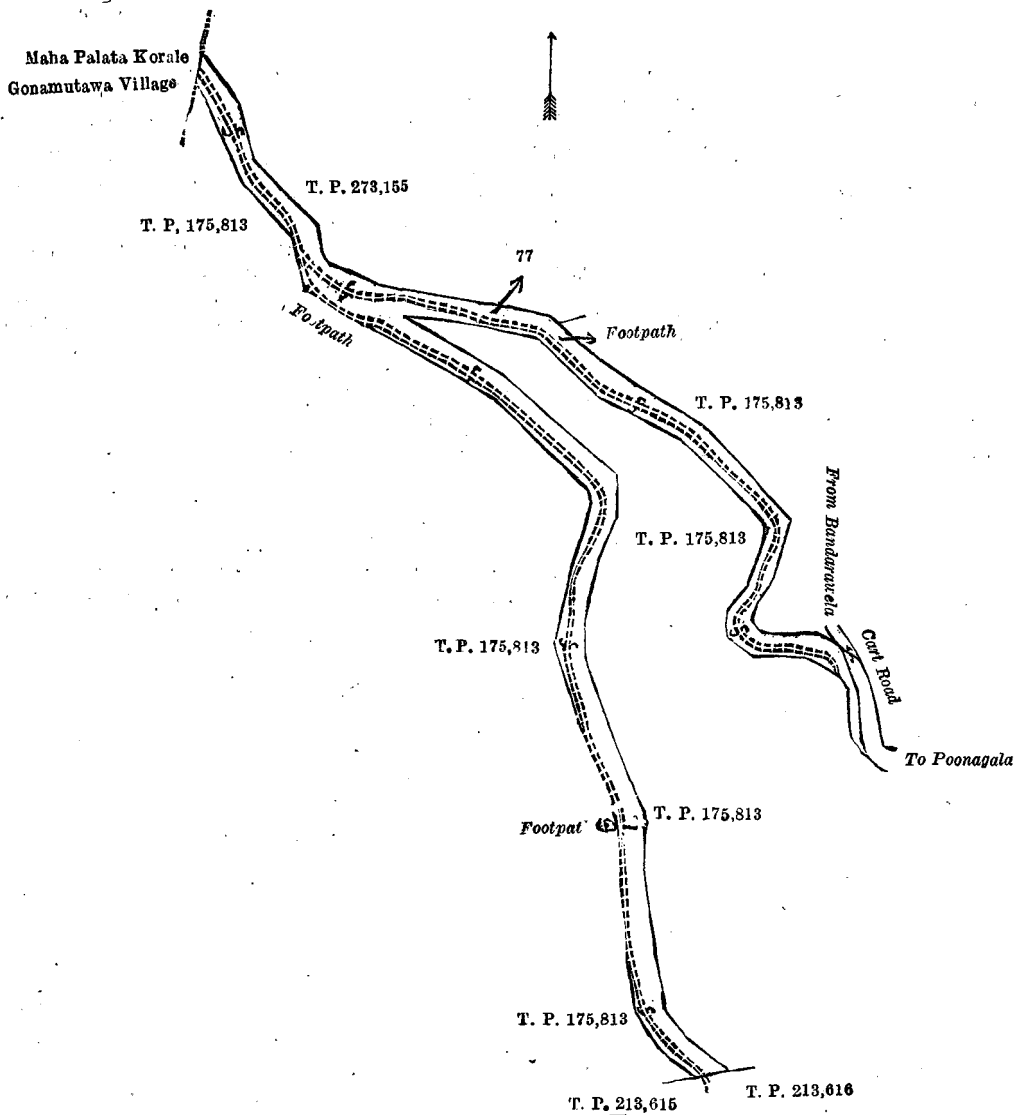 Maha Palata Korale
Gonamutawa Village
T. P. 273,155
T. P. 175,813
77
Footpath
Footpath
T. P. 175,813
From Bandarawela
T. P. 175,813
Cart Road
T. P. 175,813
To Poonagala
T. P. 175,813
Footpat
T. P. 175,813
T. P. 213,616
T. P. 213,615